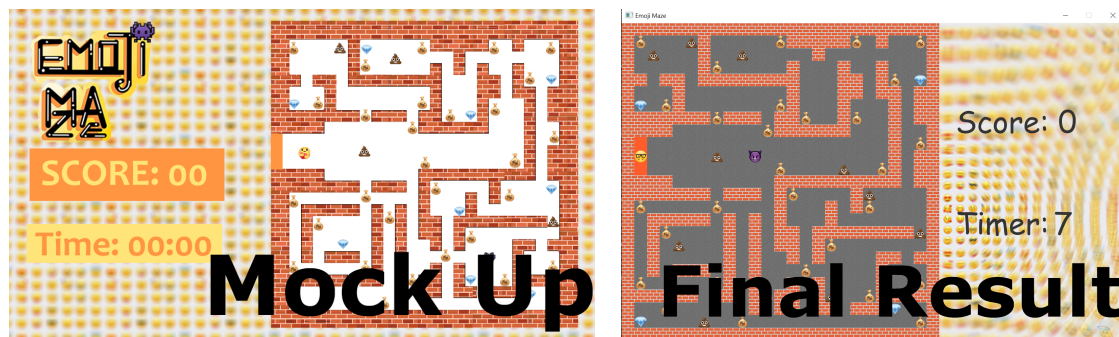 EMOJI
MAZE
SCORE: 00
Time: 00:00
Mock Up
Emoji Maze
Score: 0
Timer: 7
Final Result